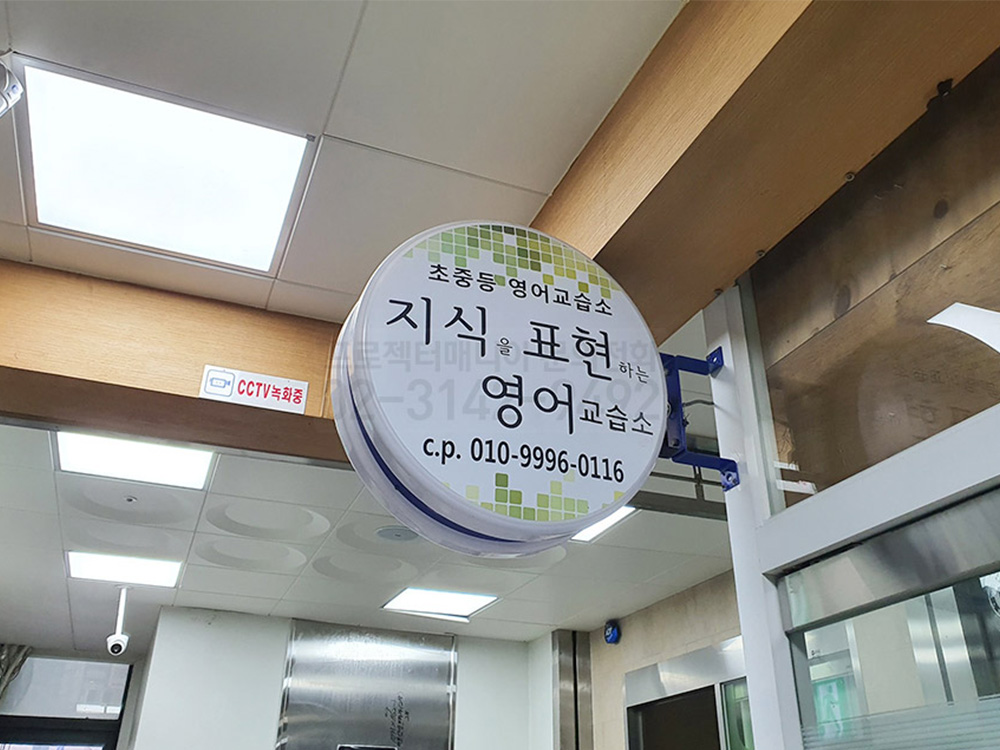 초중등 영어교습소
지식을 표현하는
영어교습소
c.p. 010-9996-0116
CCTV녹화중